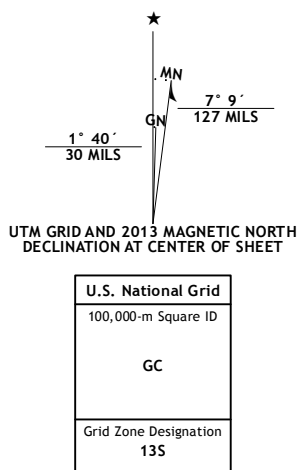 ★
MN
GN
7° 9´
127 MILS
1° 40´
30 MILS
UTM GRID AND 2013 MAGNETIC NORTH
DECLINATION AT CENTER OF SHEET
U.S. National Grid
100,000-m Square ID
GC
Grid Zone Designation
13S